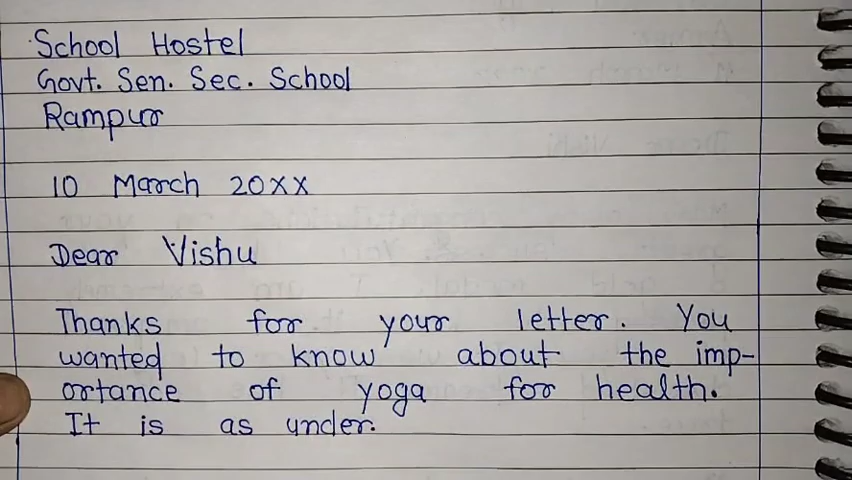 School Hostel
Govt. Sen. Sec. School
Rampur
10 March 20XX
Dear Vishu
Thanks for your letter. You
wanted to know about the imp-
ortance of yoga for health.
It is as under.